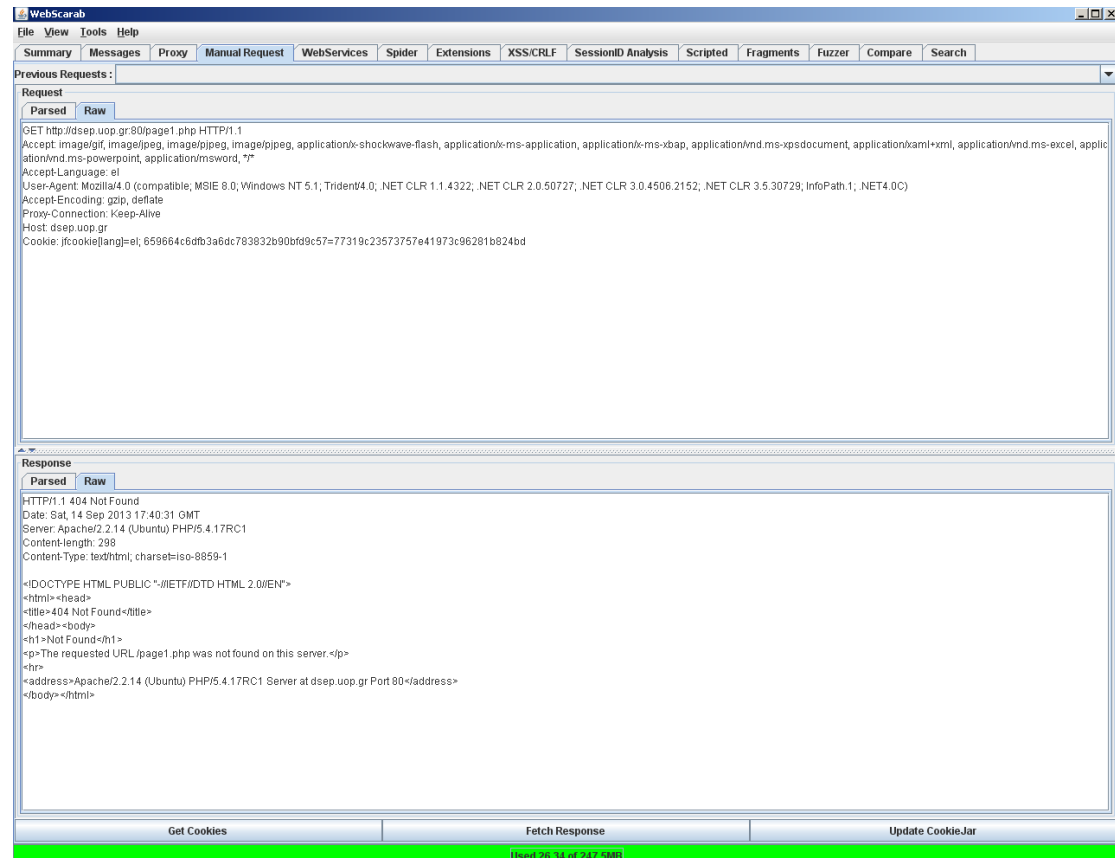 WebScarab
File View Tools Help
Summary Messages Proxy Manual Request WebServices Spider Extensions XSS/CRLF SessionID Analysis Scripted Fragments Fuzzer Compare Search
Previous Requests :
Request
Parsed Raw
GET http://dsep.uop.gr:80/page1.php HTTP/1.1
Accept: image/gif, image/jpeg, image/pjpeg, image/pjpeg, application/x-shockwave-flash, application/x-ms-application, application/x-ms-xbap, application/vnd.ms-xpsdocument, application/xaml+xml, application/vnd.ms-excel, applic
ation/vnd.ms-powerpoint, application/msword, */*
Accept-Language: el
User-Agent: Mozilla/4.0 (compatible; MSIE 8.0; Windows NT 5.1; Trident/4.0; .NET CLR 1.1.4322; .NET CLR 2.0.50727; .NET CLR 3.0.4506.2152; .NET CLR 3.5.30729; InfoPath.1; .NET4.0C)
Accept-Encoding: gzip, deflate
Proxy-Connection: Keep-Alive
Host: dsep.uop.gr
Cookie: jfcookie[lang]=el; 659664c6dfb3a6dc783832b90bfd9c57=77319c23573757e41973c96281b824bd
Response
Parsed Raw
HTTP/1.1 404 Not Found
Date: Sat, 14 Sep 2013 17:40:31 GMT
Server: Apache/2.2.14 (Ubuntu) PHP/5.4.17RC1
Content-length: 298
Content-Type: text/html; charset=iso-8859-1
<!DOCTYPE HTML PUBLIC "-//IETF//DTD HTML 2.0//EN">
<html><head>
<title>404 Not Found</title>
</head><body>
<h1>Not Found</h1>
<p>The requested URL /page1.php was not found on this server.</p>
<hr>
<address>Apache/2.2.14 (Ubuntu) PHP/5.4.17RC1 Server at dsep.uop.gr Port 80</address>
</body></html>
Get Cookies Fetch Response Update CookieJar
Used 26.34 of 247.5MB